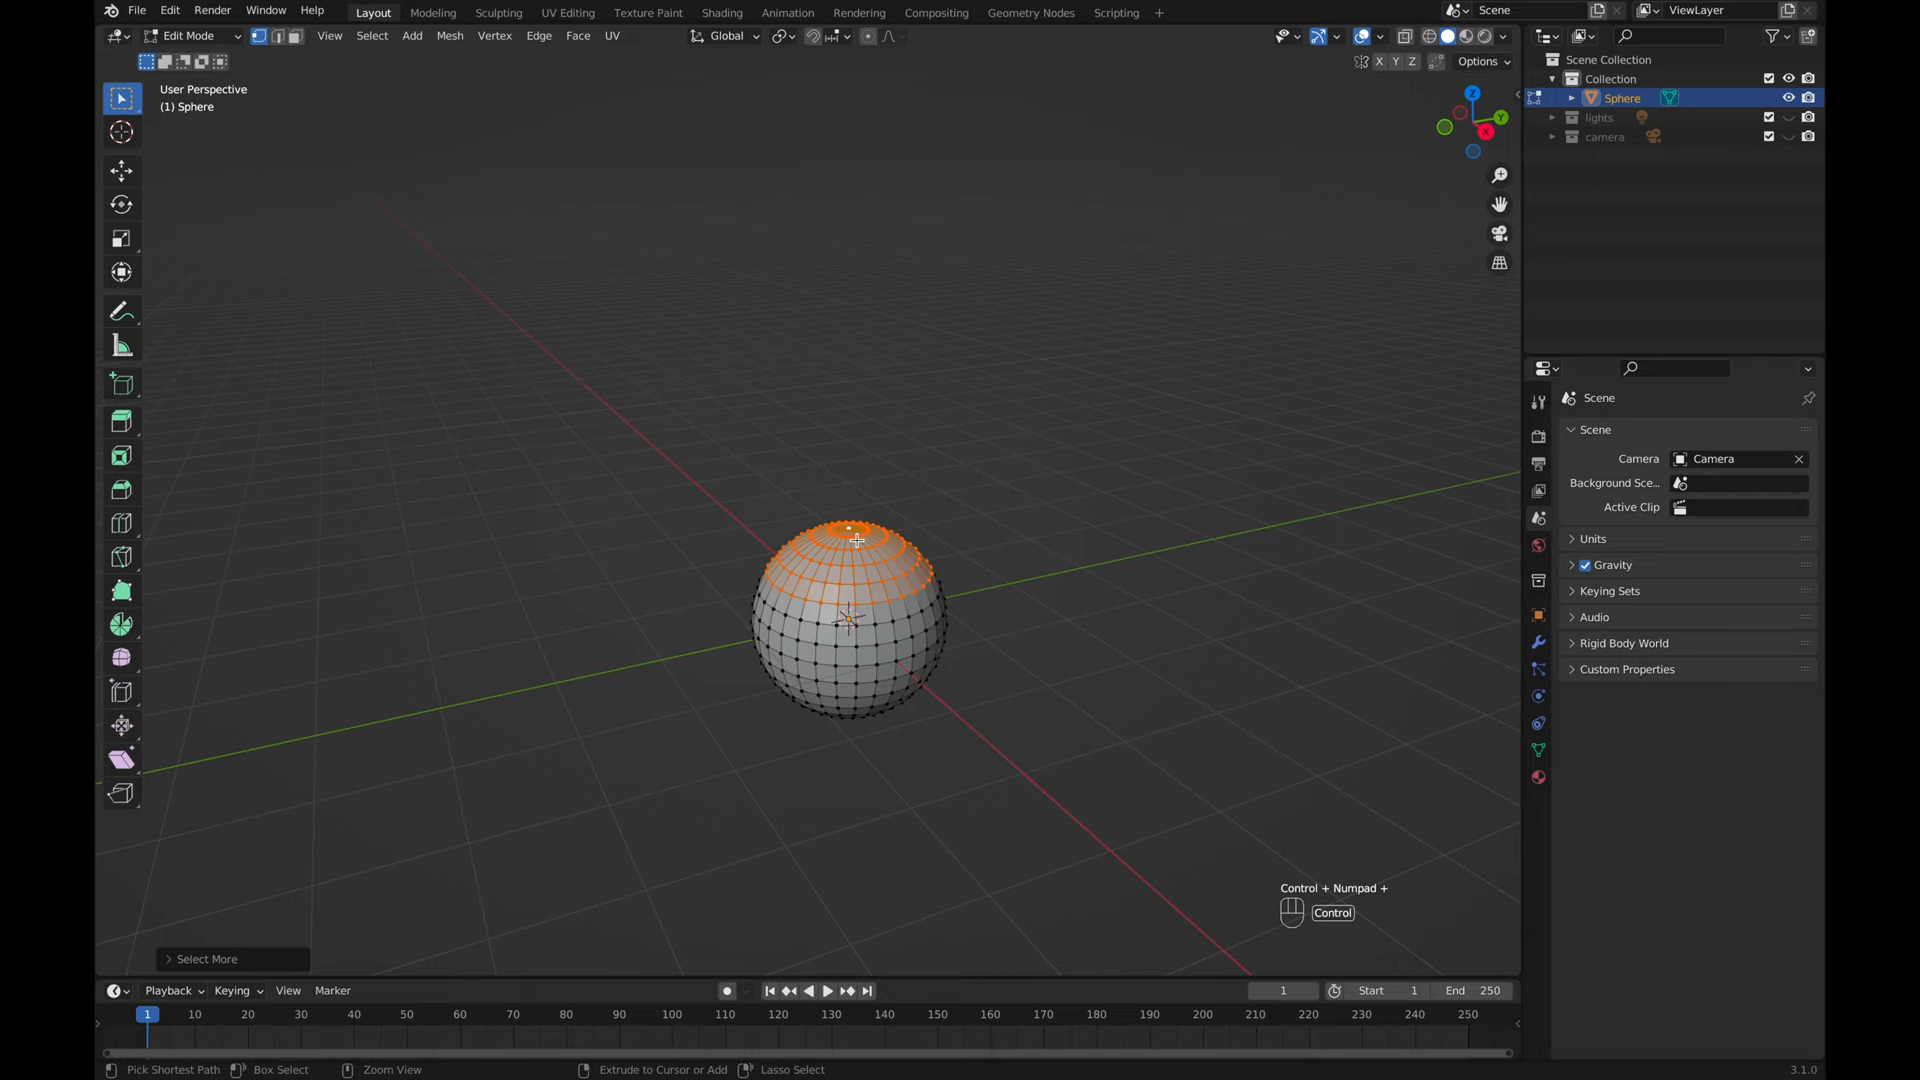 File Edit Render Window Help Layout Modeling Sculpting UV Editing Texture Paint Shading Animation Rendering Compositing Geometry Nodes Scripting + Scene ViewLayer
Edit Mode View Select Add Mesh Vertex Edge Face UV Global
X Y Z Options
User Perspective
(1) Sphere
Z
Y
X
Scene Collection
Collection
Sphere
lights
camera
Scene
Scene
Camera Camera
Background Sce...
Active Clip
Units
Gravity
Keying Sets
Audio
Rigid Body World
Custom Properties
Control + Numpad +
Control
Select More
Playback Keying View Marker 1 Start 1 End 250
1 10 20 30 40 50 60 70 80 90 100 110 120 130 140 150 160 170 180 190 200 210 220 230 240 250
Pick Shortest Path Box Select Zoom View Extrude to Cursor or Add Lasso Select 3.1.0